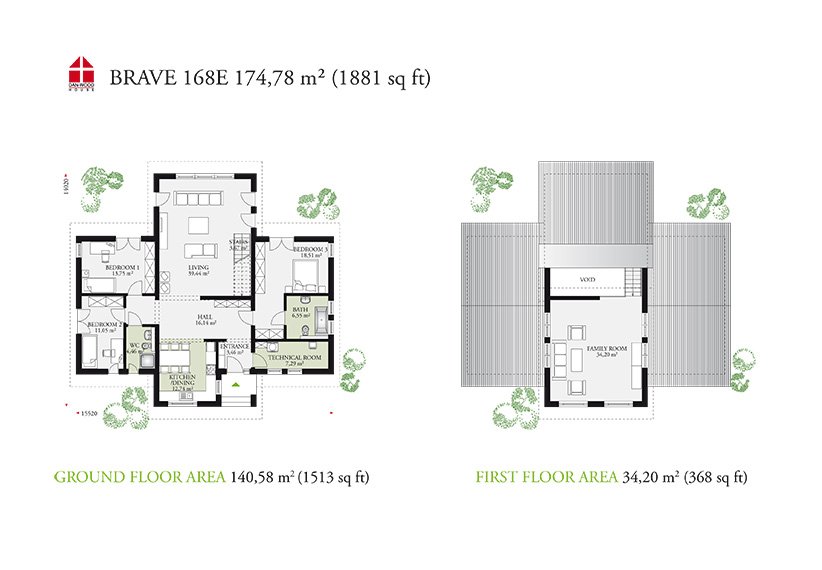 DAN-WOOD
HOUSE
BRAVE 168E 174,78 m² (1881 sq ft)
14020
STAIRS
3,67 m²
BEDROOM 3
18,51 m²
BEDROOM 1
13,75 m²
LIVING
39,44 m²
BATH
6,55 m²
HALL
16,14 m²
BEDROOM 2
11,65 m²
WC
4,46 m²
ENTRANCE
3,46 m²
TECHNICAL ROOM
7,29 m²
KITCHEN
/DINING
12,74 m²
15520
VOID
FAMILY ROOM
34,20 m²
GROUND FLOOR AREA 140,58 m² (1513 sq ft)
FIRST FLOOR AREA 34,20 m² (368 sq ft)